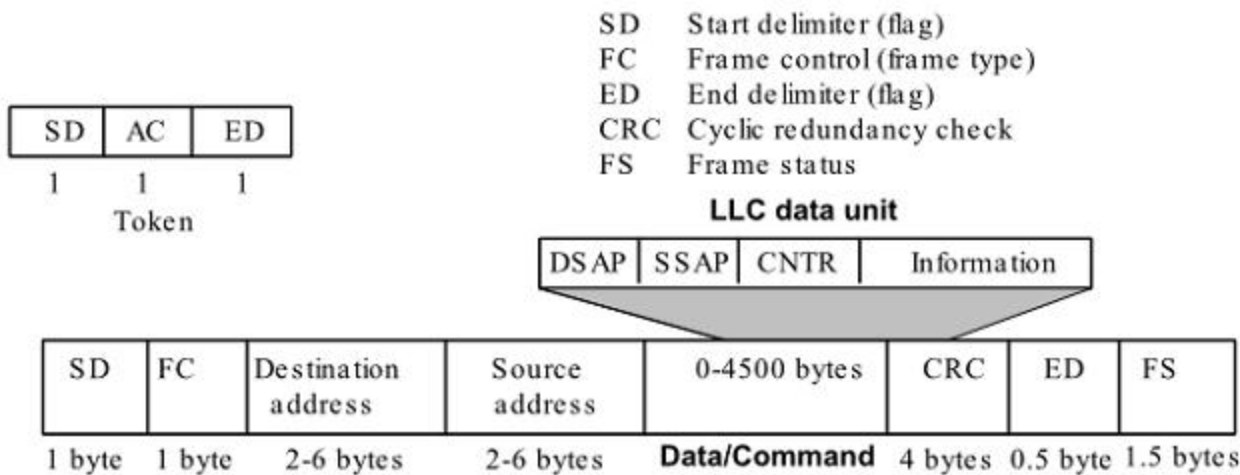 SD Start delimiter (flag)
FC Frame control (frame type)
ED End delimiter (flag)
CRC Cyclic redundancy check
FS Frame status
SD AC ED
1 1 1
Token
LLC data unit
DSAP SSAP CNTR Information
SD FC Destination address Source address 0-4500 bytes CRC ED FS
1 byte 1 byte 2-6 bytes 2-6 bytes Data/Command 4 bytes 0.5 byte 1.5 bytes